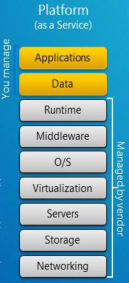 Platform
(as a Service)
You manage
Applications
Data
Runtime
Middleware
O/S
Virtualization
Servers
Storage
Networking
Managed by vendor